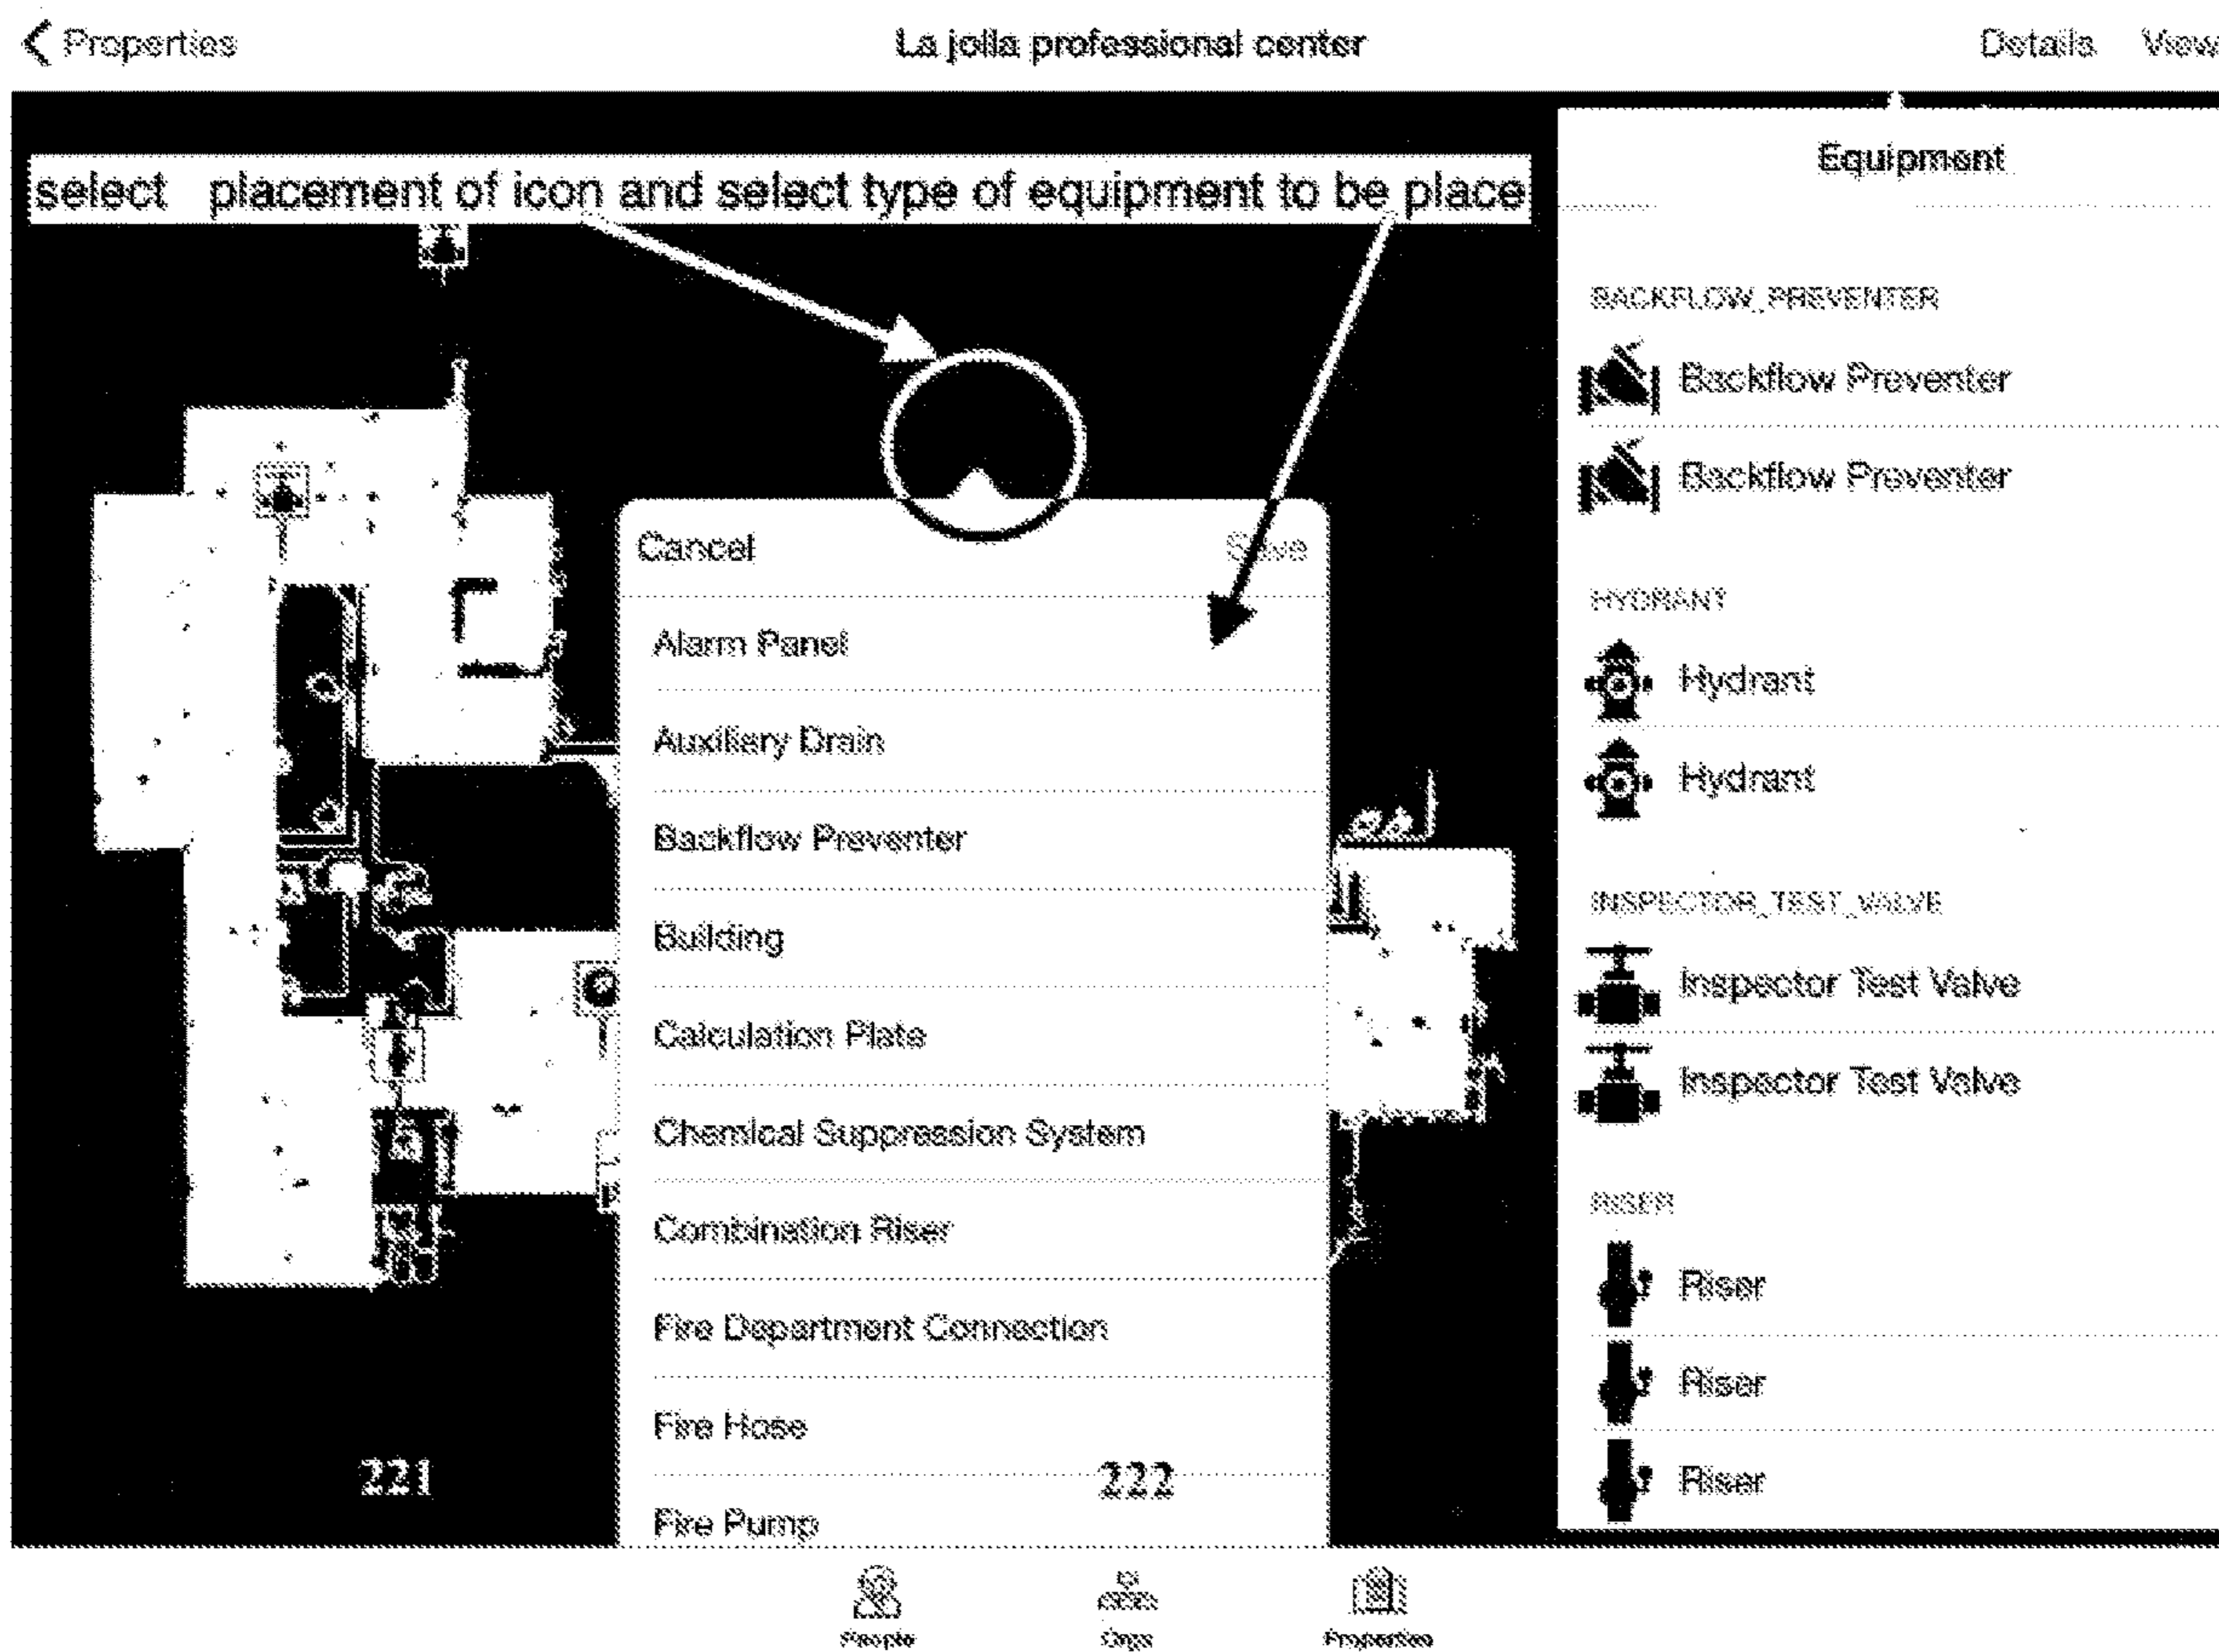 Properties
La jolla professional center
Details View
select placement of icon and select type of equipment to be place
Cancel Save
Alarm Panel
Auxiliary Drain
Backflow Preventer
Building
Calculation Plate
Chemical Suppression System
Combination Riser
Fire Department Connection
Fire Hose
Fire Pump
221
222
Equipment
BACKFLOW_PREVENTER
Backflow Preventer
Backflow Preventer
HYDRANT
Hydrant
Hydrant
INSPECTOR_TEST_VALVE
Inspector Test Valve
Inspector Test Valve
RISER
Riser
Riser
Riser
People
Orgs
Properties